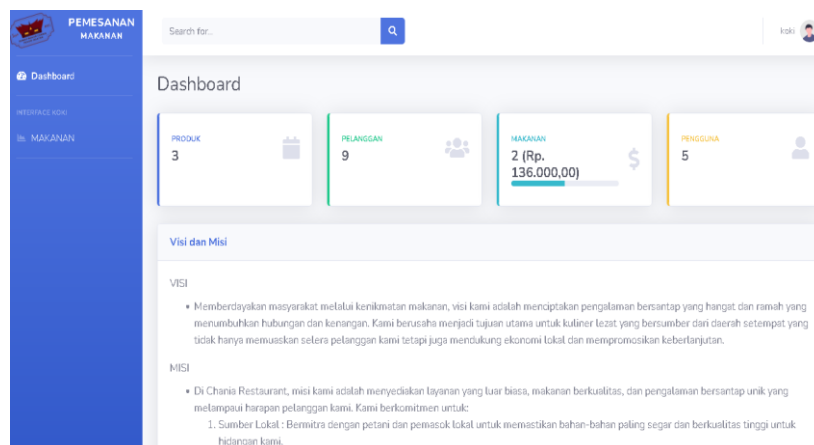 PEMESANAN
MAKANAN
Search for...
koki
Dashboard
INTERFACE KOKI
MAKANAN
Dashboard
PRODUK
3
PELANGGAN
9
MAKANAN
2 (Rp.
136.000,00)
PENGGUNA
5
Visi dan Misi
VISI
• Memberdayakan masyarakat melalui kenikmatan makanan, visi kami adalah menciptakan pengalaman bersantap yang hangat dan ramah yang
menumbuhkan hubungan dan kenangan. Kami berusaha menjadi tujuan utama untuk kuliner lezat yang bersumber dari daerah setempat yang
tidak hanya memuaskan selera pelanggan kami tetapi juga mendukung ekonomi lokal dan mempromosikan keberlanjutan.
MISI
• Di Chania Restaurant, misi kami adalah menyediakan layanan yang luar biasa, makanan berkualitas, dan pengalaman bersantap unik yang
melampaui harapan pelanggan kami. Kami berkomitmen untuk:
1. Sumber Lokal : Bermitra dengan petani dan pemasok lokal untuk memastikan bahan-bahan paling segar dan berkualitas tinggi untuk
hidangan kami.